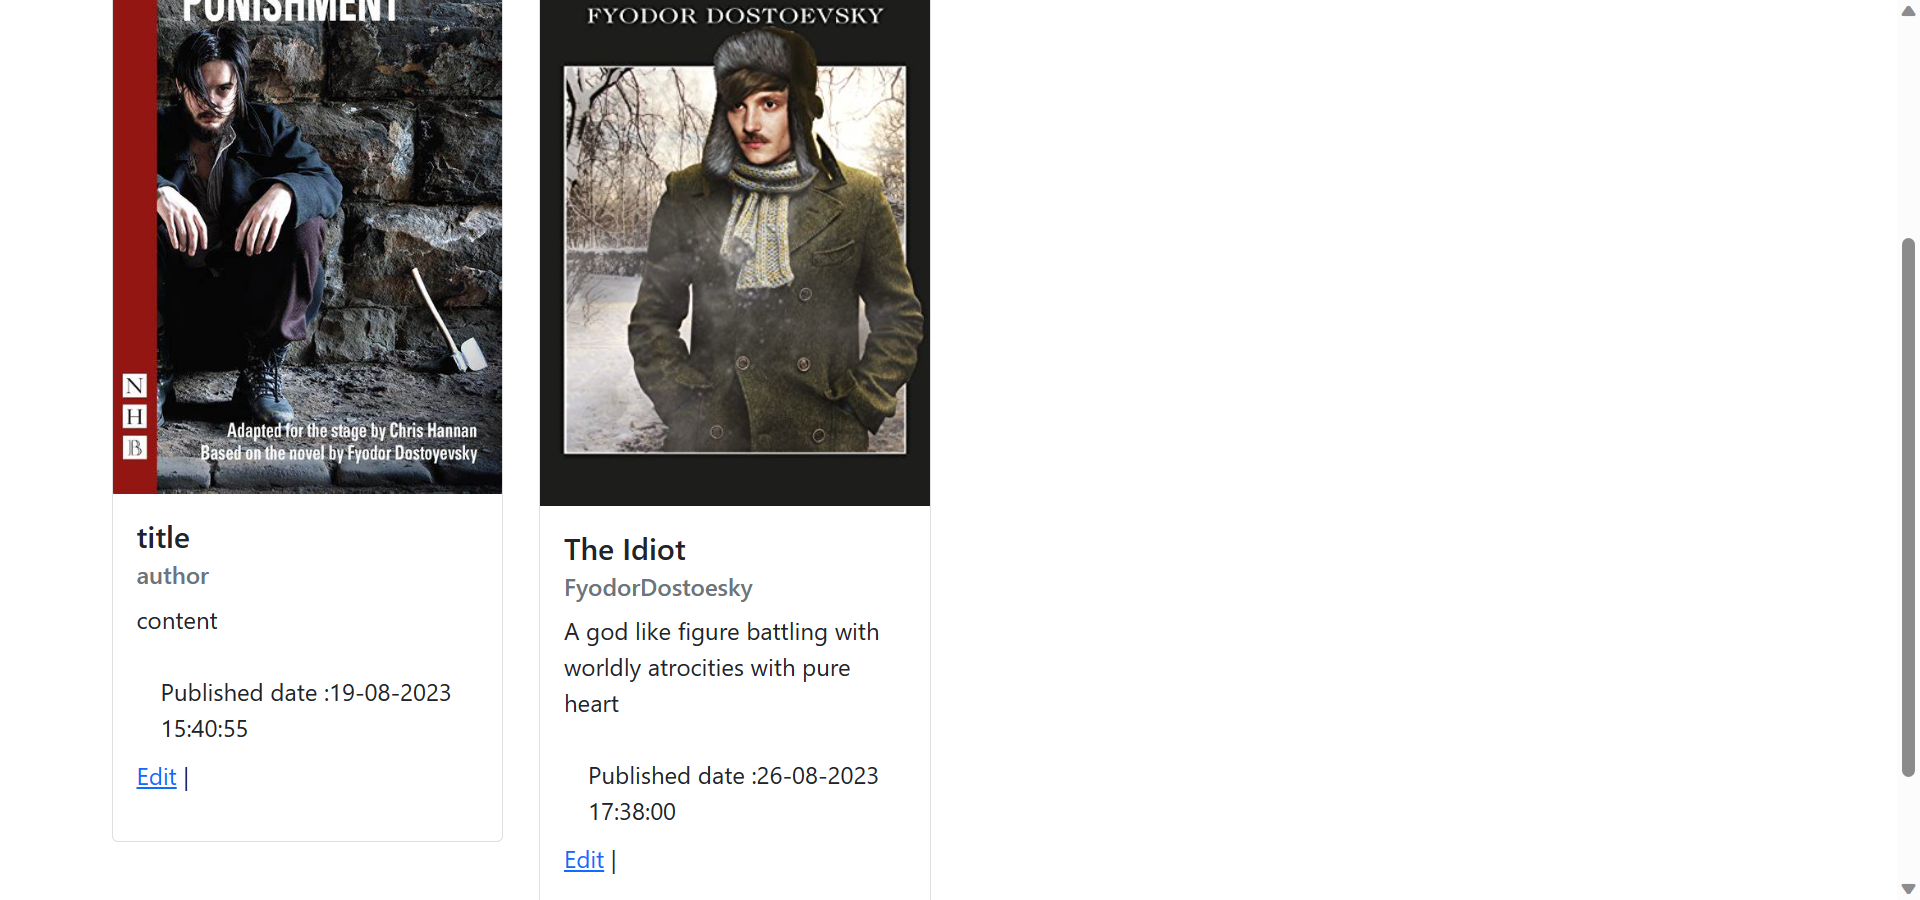 PUNISHMENT
N
H
B
Adapted for the stage by Chris Hannan
Based on the novel by Fyodor Dostoyevsky
title
author
content
Published date :19-08-2023
15:40:55
Edit |
FYODOR DOSTOEVSKY
The Idiot
FyodorDostoesky
A god like figure battling with
worldly atrocities with pure
heart
Published date :26-08-2023
17:38:00
Edit |